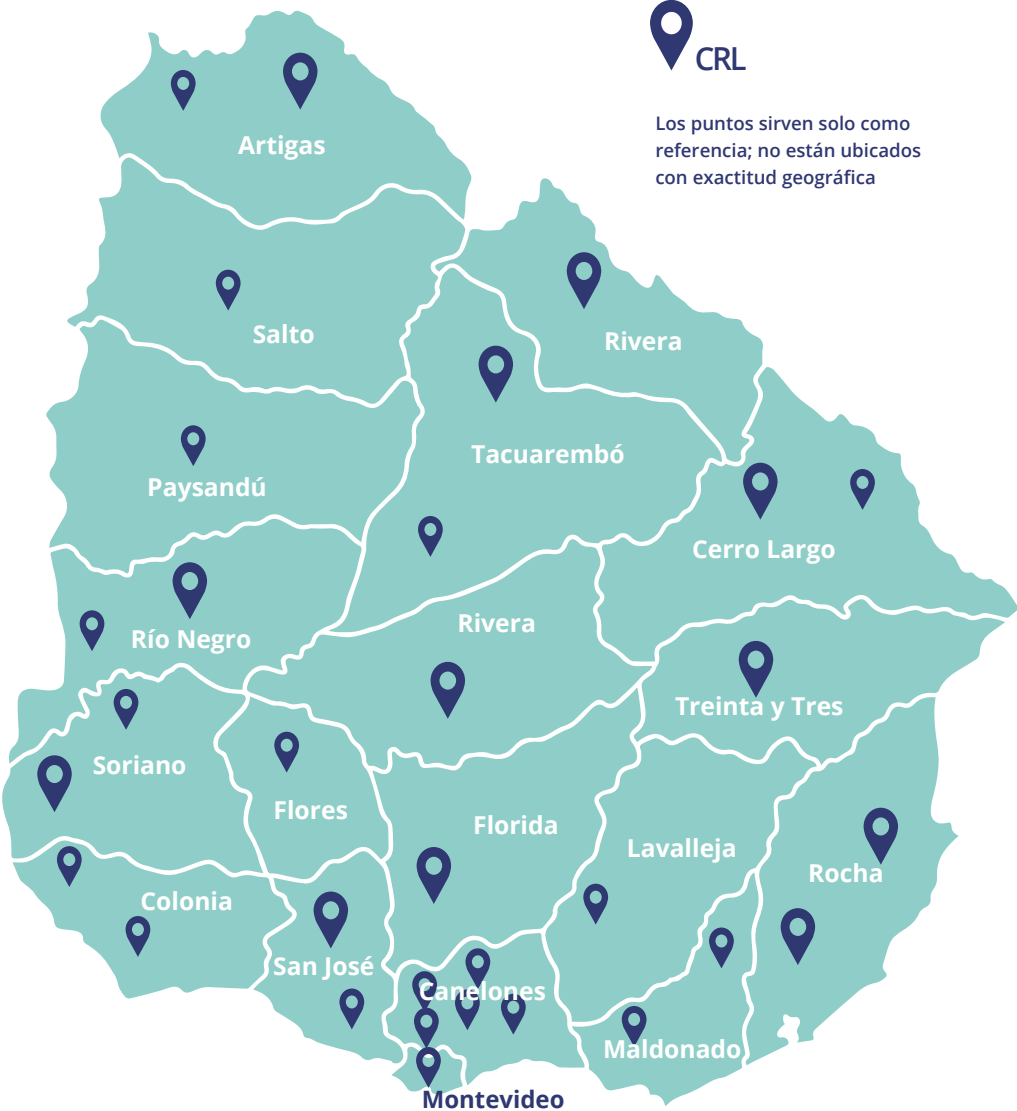 CRL
Los puntos sirven solo como
referencia; no están ubicados
con exactitud geográfica
Artigas
Salto
Rivera
Tacuarembó
Paysandú
Cerro Largo
Rivera
Río Negro
Treinta y Tres
Soriano
Flores
Florida
Lavalleja
Rocha
Colonia
San José
Canelones
Maldonado
Montevideo